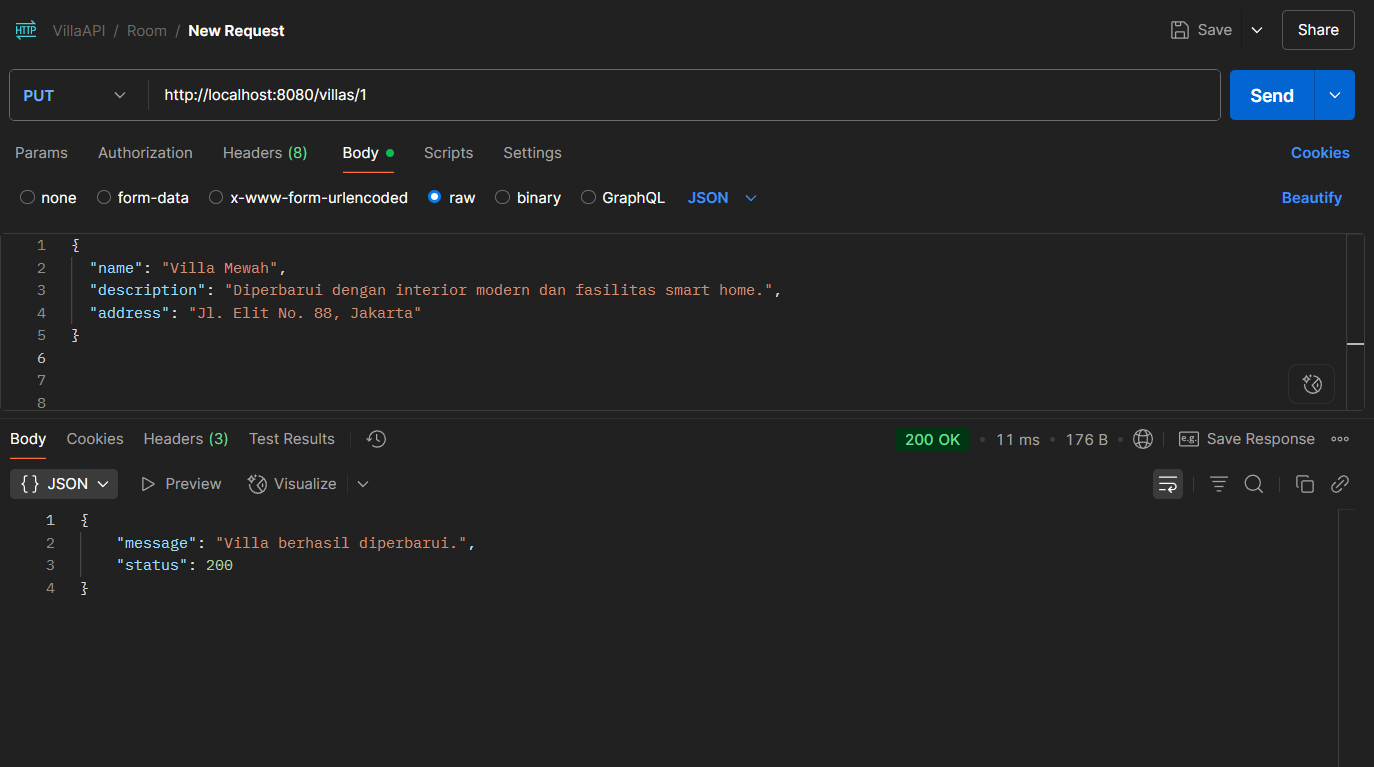 HTTP VillaAPI / Room / New Request Save Share
PUT http://localhost:8080/villas/1 Send
Params Authorization Headers (8) Body Scripts Settings Cookies
none form-data x-www-form-urlencoded raw binary GraphQL JSON Beautify
1 {
2 "name": "Villa Mewah",
3 "description": "Diperbarui dengan interior modern dan fasilitas smart home.",
4 "address": "Jl. Elit No. 88, Jakarta"
5 }
6
7
8
Body Cookies Headers (3) Test Results 200 OK • 11 ms • 176 B • e.g. Save Response
{} JSON Preview Visualize
1 {
2 "message": "Villa berhasil diperbarui.",
3 "status": 200
4 }